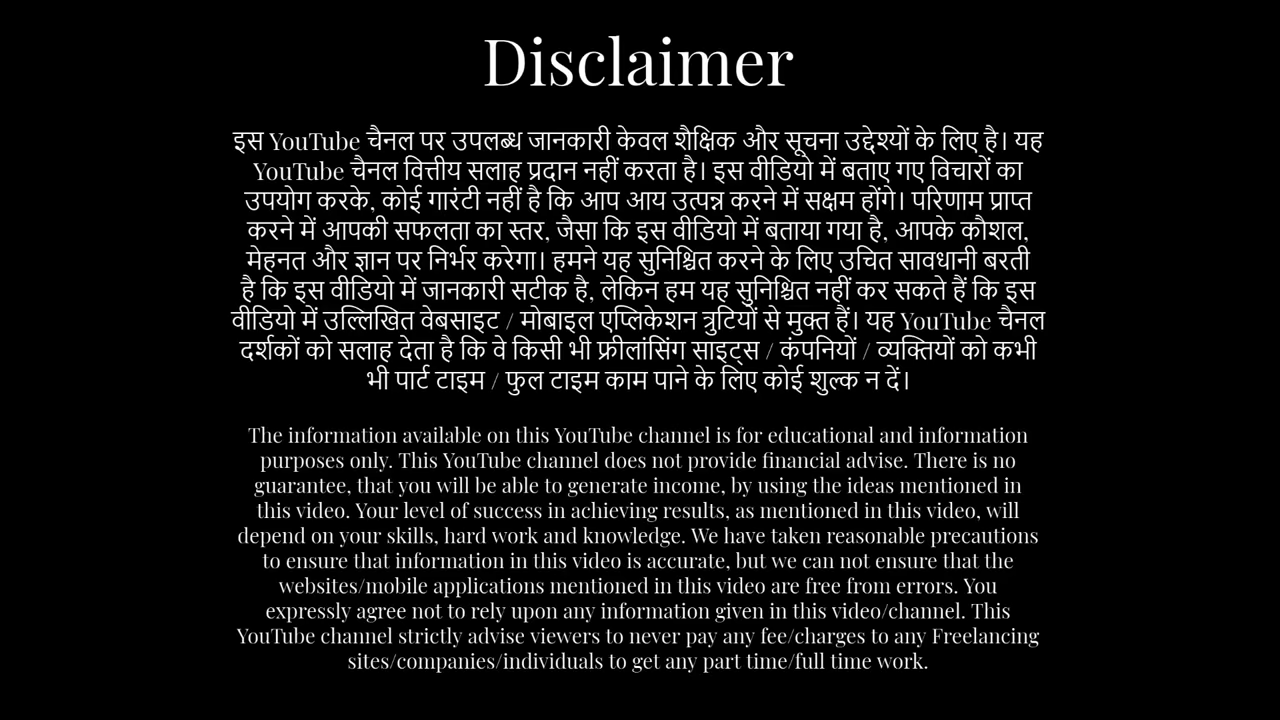 Disclaimer
इस YouTube चैनल पर उपलब्ध जानकारी केवल शैक्षिक और सूचना उद्देश्यों के लिए है। यह
YouTube चैनल वित्तीय सलाह प्रदान नहीं करता है। इस वीडियो में बताए गए विचारों का
उपयोग करके, कोई गारंटी नहीं है कि आप आय उत्पन्न करने में सक्षम होंगे। परिणाम प्राप्त
करने में आपकी सफलता का स्तर, जैसा कि इस वीडियो में बताया गया है, आपके कौशल,
मेहनत और ज्ञान पर निर्भर करेगा। हमने यह सुनिश्चित करने के लिए उचित सावधानी बरती
है कि इस वीडियो में जानकारी सटीक है, लेकिन हम यह सुनिश्चित नहीं कर सकते हैं कि इस
वीडियो में उल्लिखित वेबसाइट / मोबाइल एप्लिकेशन त्रुटियों से मुक्त हैं। यह YouTube चैनल
दर्शकों को सलाह देता है कि वे किसी भी फ्रीलांसिंग साइट्स / कंपनियों / व्यक्तियों को कभी
भी पार्ट टाइम / फुल टाइम काम पाने के लिए कोई शुल्क न दें।
The information available on this YouTube channel is for educational and information
purposes only. This YouTube channel does not provide financial advise. There is no
guarantee, that you will be able to generate income, by using the ideas mentioned in
this video. Your level of success in achieving results, as mentioned in this video, will
depend on your skills, hard work and knowledge. We have taken reasonable precautions
to ensure that information in this video is accurate, but we can not ensure that the
websites/mobile applications mentioned in this video are free from errors. You
expressly agree not to rely upon any information given in this video/channel. This
YouTube channel strictly advise viewers to never pay any fee/charges to any Freelancing
sites/companies/individuals to get any part time/full time work.